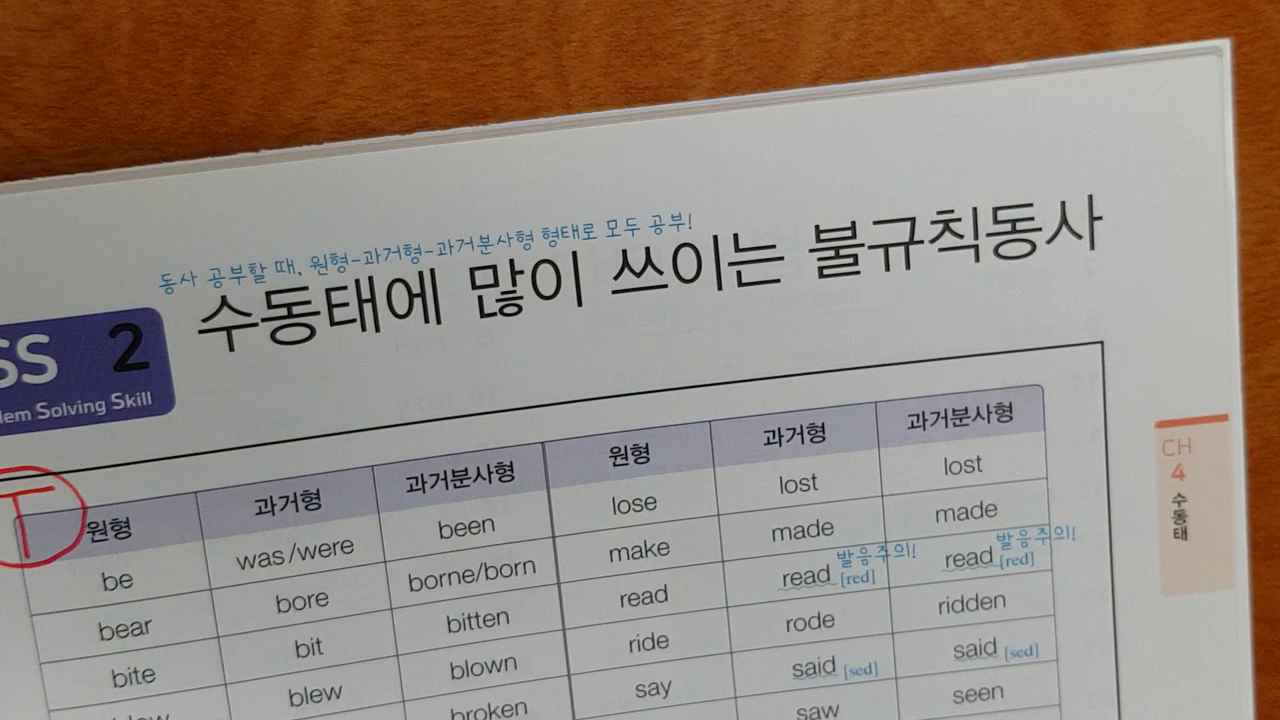 동사 공부할 때, 원형-과거형-과거분사형 형태로 모두 공부!
SS 2 수동태에 많이 쓰이는 불규칙동사
lem Solving Skill
T
원형 과거형 과거분사형 원형 과거형 과거분사형
be was/were been lose lost lost
bear bore borne/born make made made
발음주의! 발음주의!
bite bit bitten read read [red] read [red]
blew blown ride rode ridden
broken say said [sed] said [sed]
saw seen
CH
4
수동태